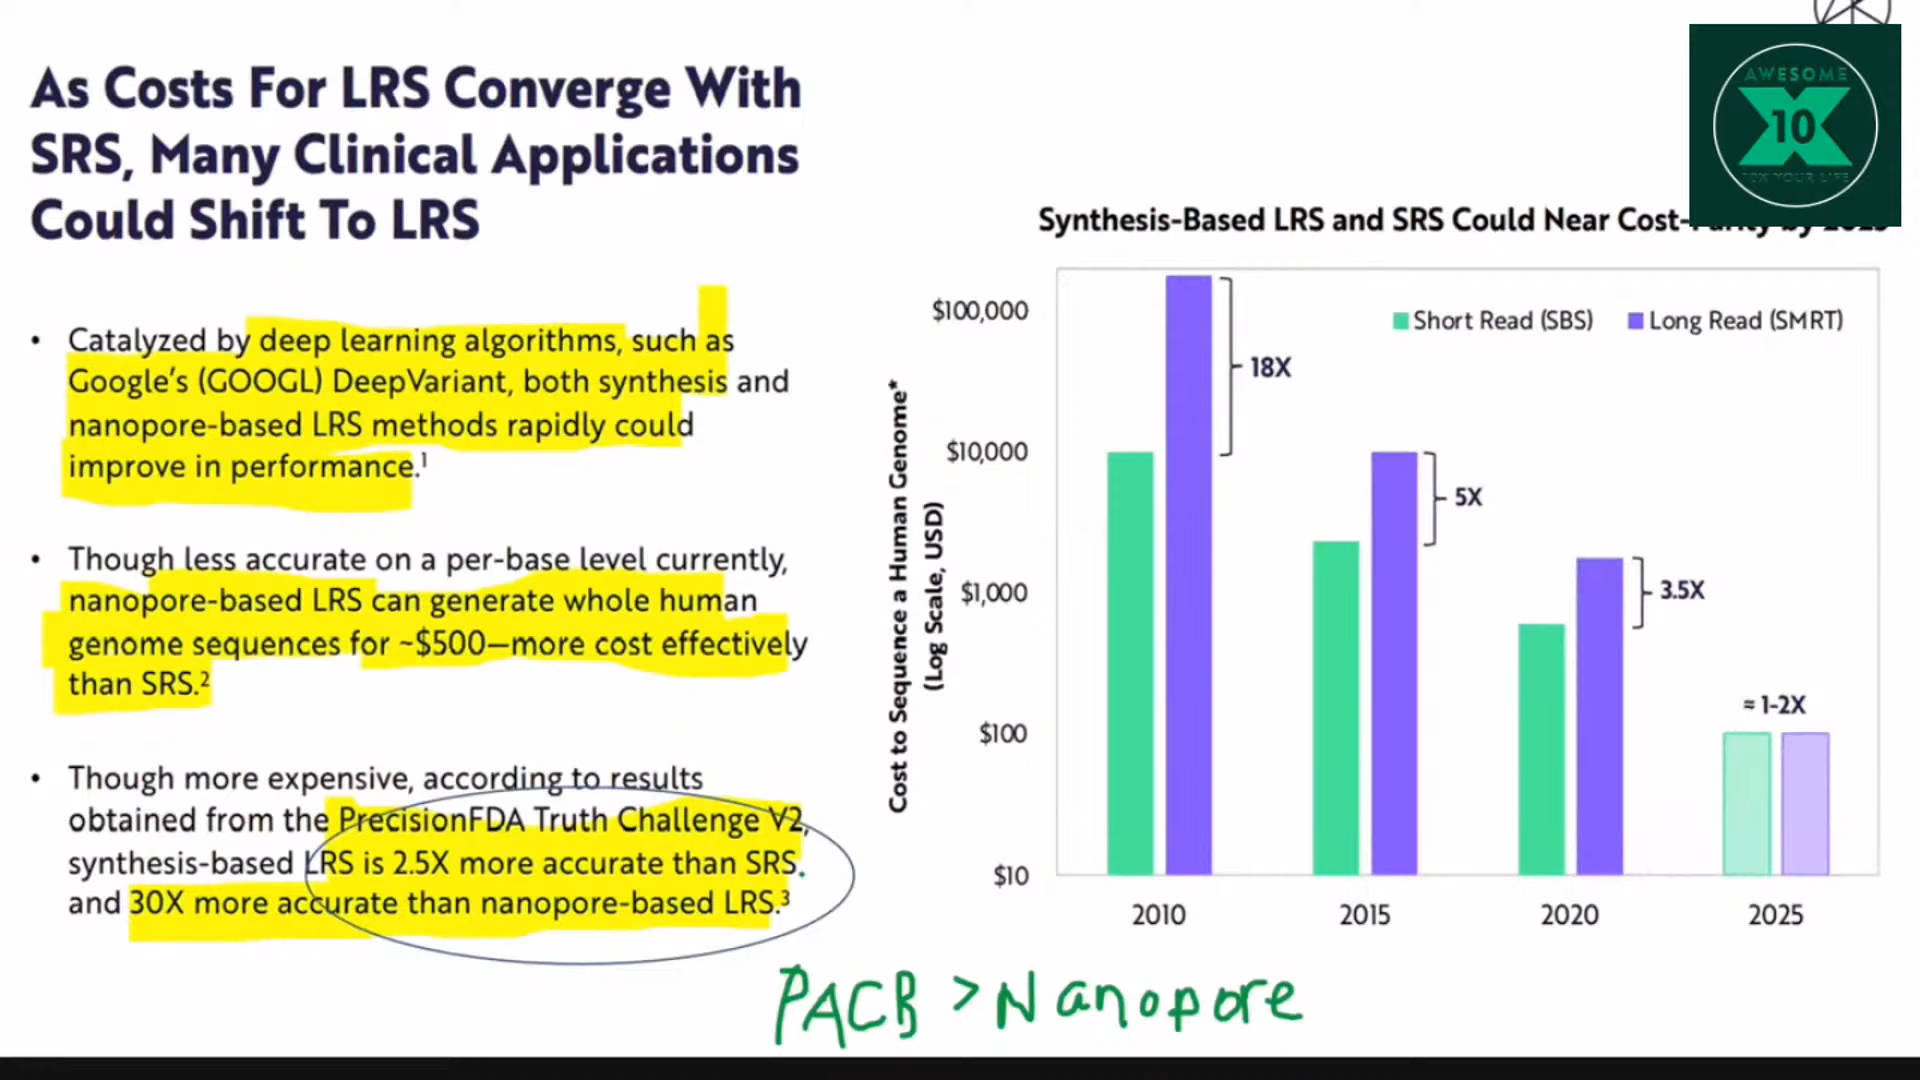 As Costs For LRS Converge With
SRS, Many Clinical Applications
Could Shift To LRS
• Catalyzed by deep learning algorithms, such as
Google's (GOOGL) DeepVariant, both synthesis and
nanopore-based LRS methods rapidly could
improve in performance.¹
• Though less accurate on a per-base level currently,
nanopore-based LRS can generate whole human
genome sequences for ~$500—more cost effectively
than SRS.²
• Though more expensive, according to results
obtained from the PrecisionFDA Truth Challenge V2,
synthesis-based LRS is 2.5X more accurate than SRS.
and 30X more accurate than nanopore-based LRS.³
AWESOME
10
10X YOUR LIFE
Synthesis-Based LRS and SRS Could Near Cost-
Short Read (SBS)
Long Read (SMRT)
Cost to Sequence a Human Genome*
(Log Scale, USD)
$100,000
$10,000
$1,000
$100
$10
18X
5X
3.5X
≈ 1-2X
2010
2015
2020
2025
PACB > Nanopore